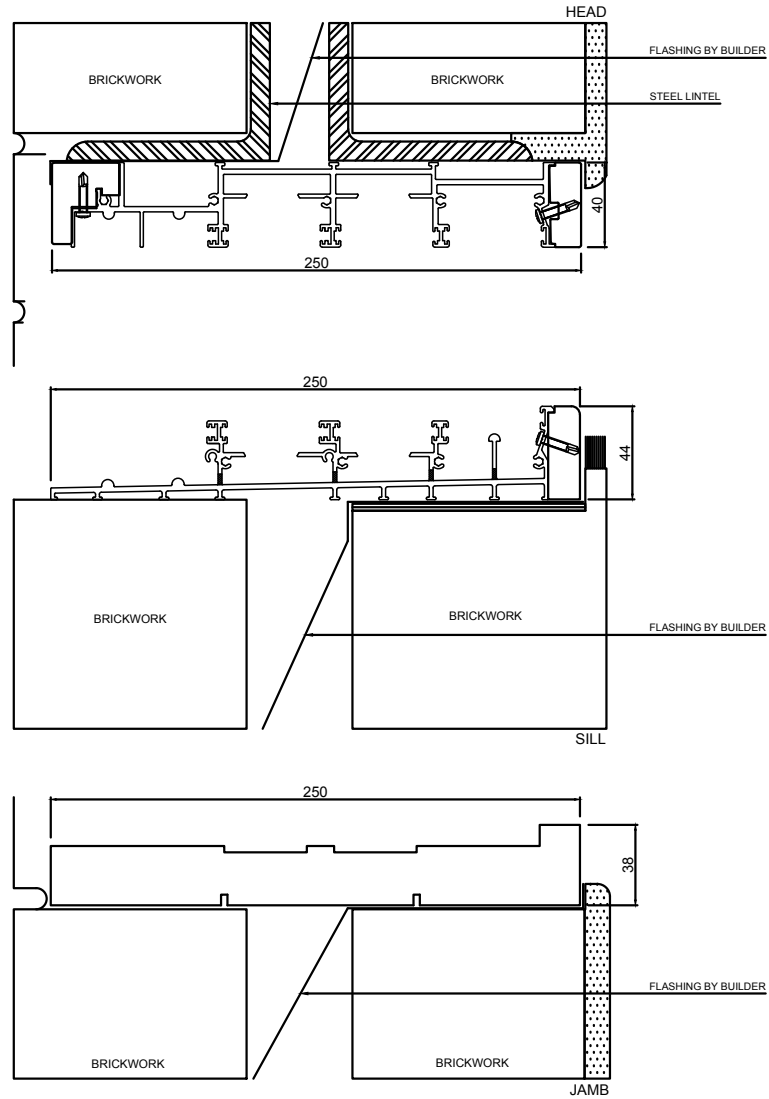 HEAD
FLASHING BY BUILDER
BRICKWORK
BRICKWORK
STEEL LINTEL
40
250
250
44
BRICKWORK
BRICKWORK
FLASHING BY BUILDER
SILL
250
38
FLASHING BY BUILDER
BRICKWORK
BRICKWORK
JAMB